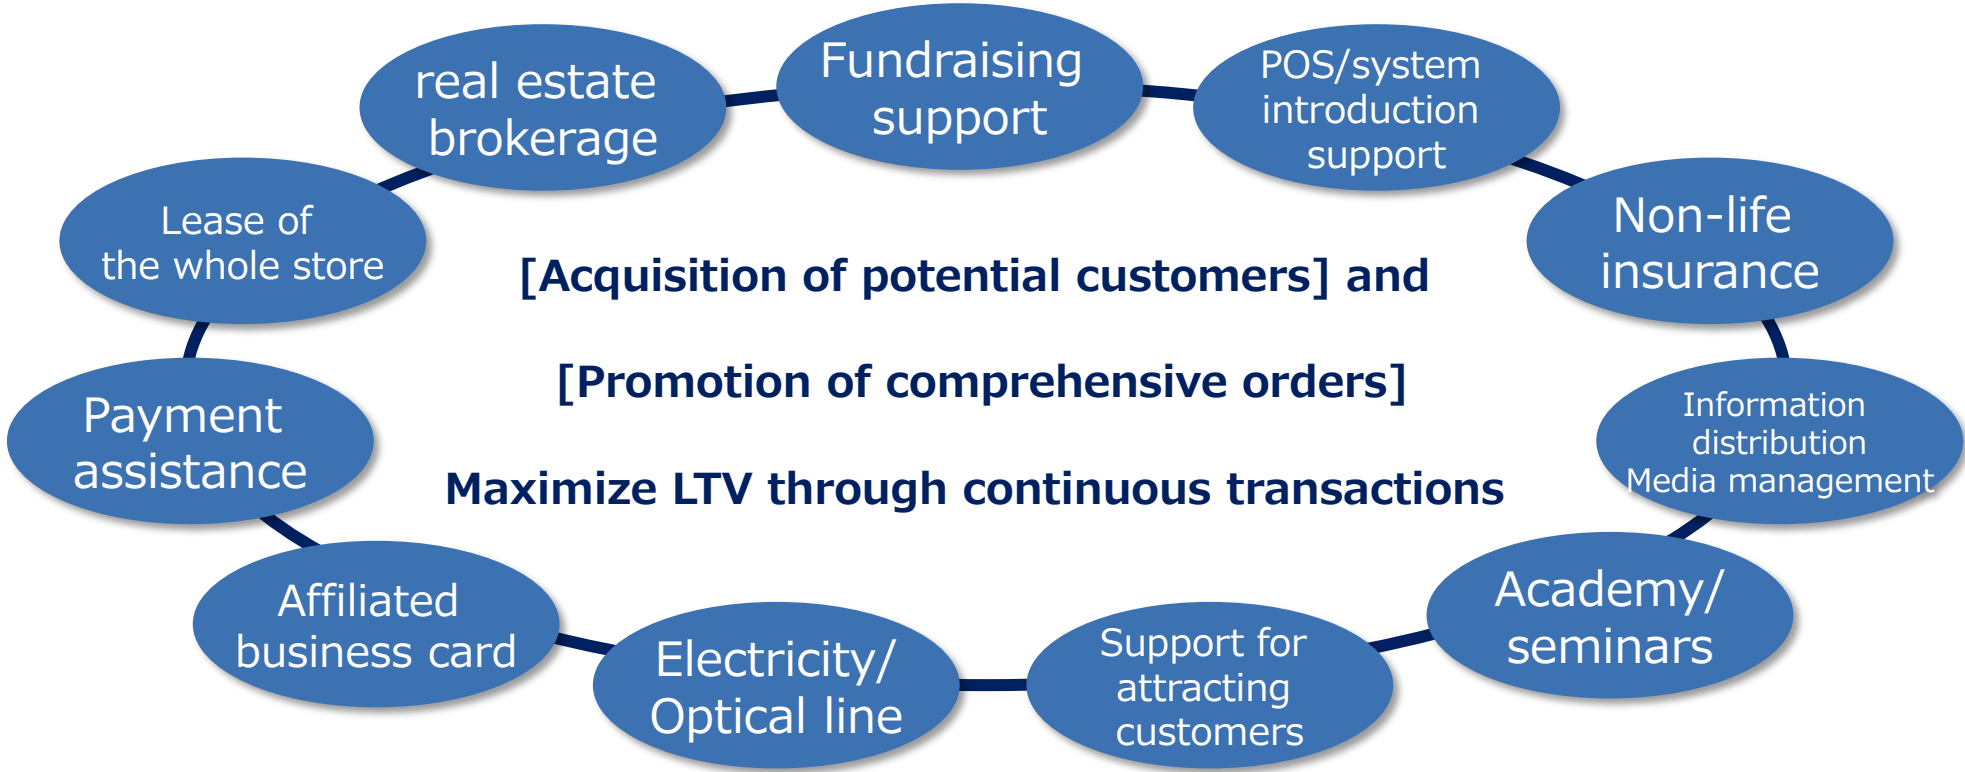 Fundraising
support
real estate
brokerage
POS/system
introduction
support
Lease of
the whole store
Non-life
insurance
[Acquisition of potential customers] and
[Promotion of comprehensive orders]
Maximize LTV through continuous transactions
Payment
assistance
Information
distribution
Media management
Affiliated
business card
Academy/
seminars
Electricity/
Optical line
Support for
attracting
customers